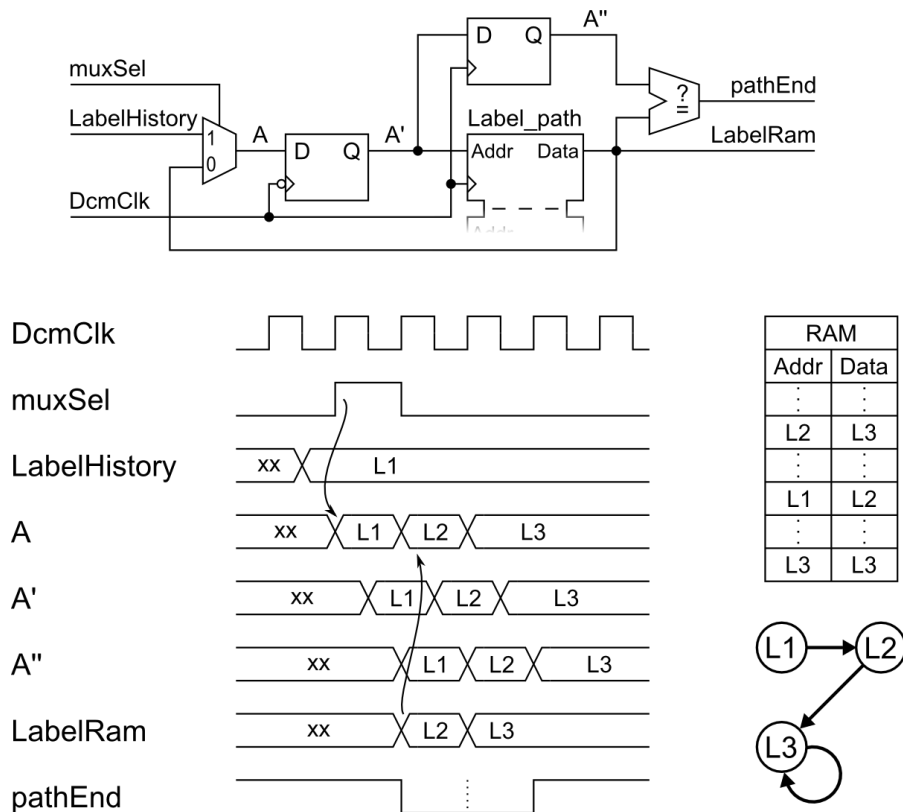 A"
D Q
muxSel
?
=
pathEnd
LabelHistory
1
A
A'
Label_path
LabelRam
0
D Q
Addr Data
DcmClk
DcmClk
muxSel
LabelHistory xx L1
A xx L1 L2 L3
A' xx L1 L2 L3
A" xx L1 L2 L3
LabelRam xx L2 L3
pathEnd
RAM
Addr Data
L2 L3
L1 L2
L3 L3
L1 L2
L3